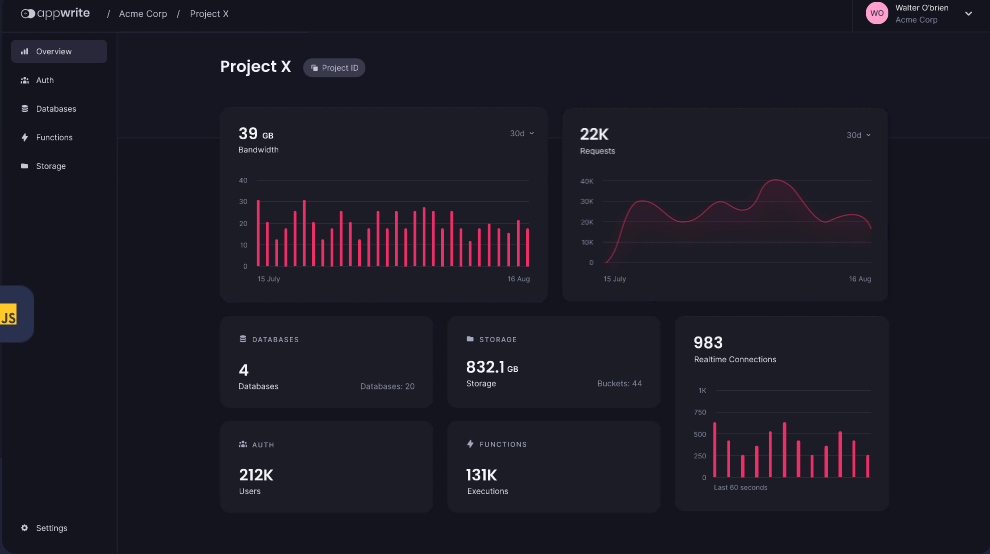 appwrite / Acme Corp / Project X
Walter O'brien
WO
Acme Corp
Overview
Auth
Databases
Functions
Storage
Settings
JS
Project X
Project ID
39 GB
30d
Bandwidth
40
30
20
10
0
15 July
16 Aug
22K
30d
Requests
40K
30K
20K
10K
0
15 July
16 Aug
DATABASES
4
Databases
Databases: 20
STORAGE
832.1 GB
Storage
Buckets: 44
983
Realtime Connections
1K
750
500
250
0
Last 60 seconds
AUTH
212K
Users
FUNCTIONS
131K
Executions